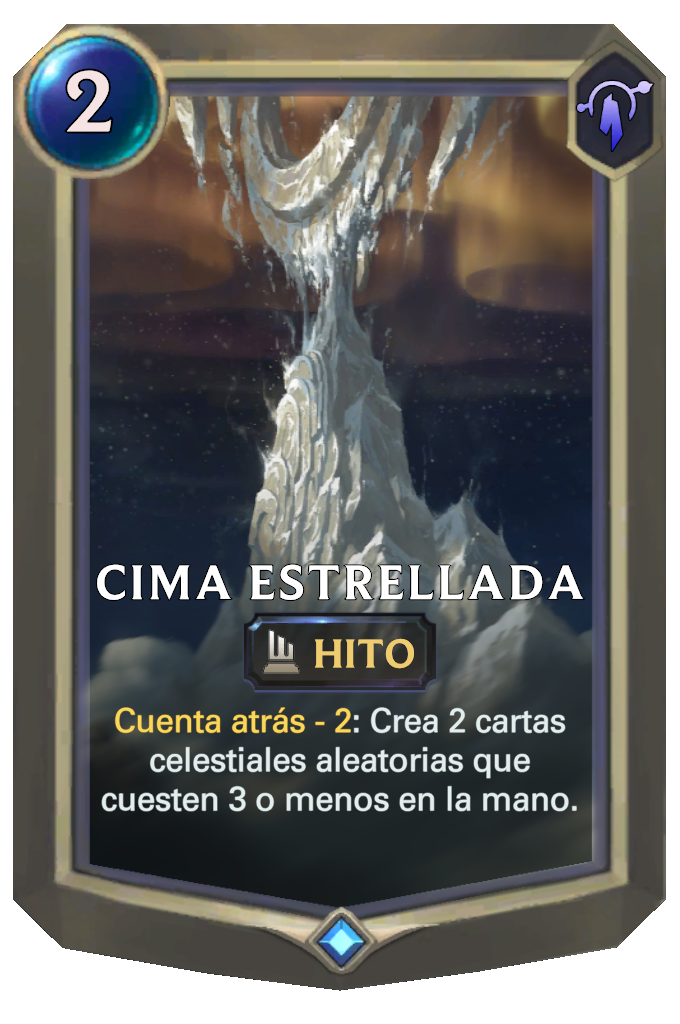 2
CIMA ESTRELLADA
HITO
Cuenta atrás - 2: Crea 2 cartas
celestiales aleatorias que
cuesten 3 o menos en la mano.